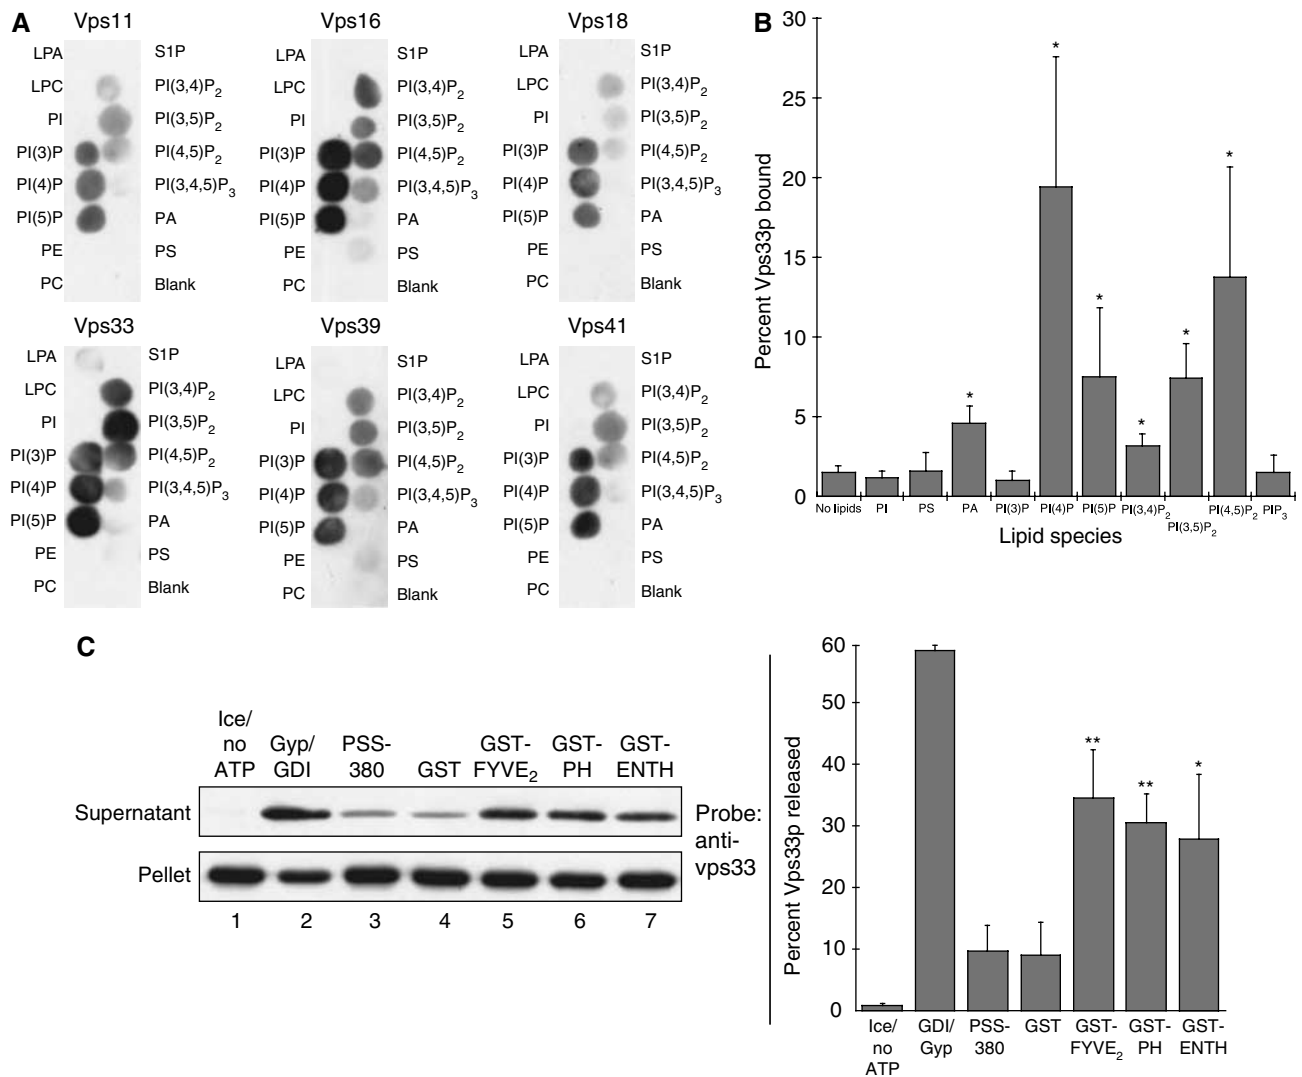 A
Vps11
LPA
LPC
PI
PI(3)P
PI(4)P
PI(5)P
PE
PC
S1P
PI(3,4)P2
PI(3,5)P2
PI(4,5)P2
PI(3,4,5)P3
PA
PS
Blank
Vps16
LPA
LPC
PI
PI(3)P
PI(4)P
PI(5)P
PE
PC
S1P
PI(3,4)P2
PI(3,5)P2
PI(4,5)P2
PI(3,4,5)P3
PA
PS
Blank
Vps18
LPA
LPC
PI
PI(3)P
PI(4)P
PI(5)P
PE
PC
S1P
PI(3,4)P2
PI(3,5)P2
PI(4,5)P2
PI(3,4,5)P3
PA
PS
Blank
Vps33
LPA
LPC
PI
PI(3)P
PI(4)P
PI(5)P
PE
PC
S1P
PI(3,4)P2
PI(3,5)P2
PI(4,5)P2
PI(3,4,5)P3
PA
PS
Blank
Vps39
LPA
LPC
PI
PI(3)P
PI(4)P
PI(5)P
PE
PC
S1P
PI(3,4)P2
PI(3,5)P2
PI(4,5)P2
PI(3,4,5)P3
PA
PS
Blank
Vps41
LPA
LPC
PI
PI(3)P
PI(4)P
PI(5)P
PE
PC
S1P
PI(3,4)P2
PI(3,5)P2
PI(4,5)P2
PI(3,4,5)P3
PA
PS
Blank
B
Percent Vps33p bound
30
25
20
15
10
5
0
* * * * * *
No lipids PI PS PA PI(3)P PI(4)P PI(5)P PI(3,4)P2 PI(3,5)P2 PI(4,5)P2 PIP3
Lipid species
C
Ice/
no
ATP
Gyp/
GDI
PSS-
380
GST
GST-
FYVE2
GST-
PH
GST-
ENTH
Supernatant
Pellet
Probe:
anti-
vps33
1 2 3 4 5 6 7
Percent Vps33p released
60
50
40
30
20
10
0
** ** *
Ice/
no
ATP
GDI/
Gyp
PSS-
380
GST
GST-
FYVE2
GST-
PH
GST-
ENTH